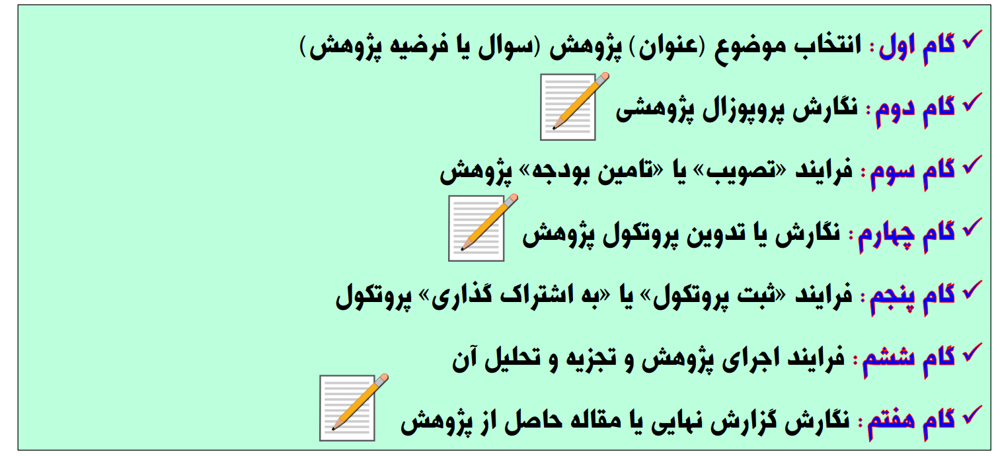 ✓ گام اول: انتخاب موضوع (عنوان) پژوهش (سوال یا فرضیه پژوهش)
✓ گام دوم: نگارش پروپوزال پژوهشی
✓ گام سوم: فرایند «تصویب» یا «تامین بودجه» پژوهش
✓ گام چهارم: نگارش یا تدوین پروتکول پژوهش
✓ گام پنجم: فرایند «ثبت پروتکول» یا «به اشتراک گذاری» پروتکول
✓ گام ششم: فرایند اجرای پژوهش و تجزیه و تحلیل آن
✓ گام هفتم: نگارش گزارش نهایی یا مقاله حاصل از پژوهش